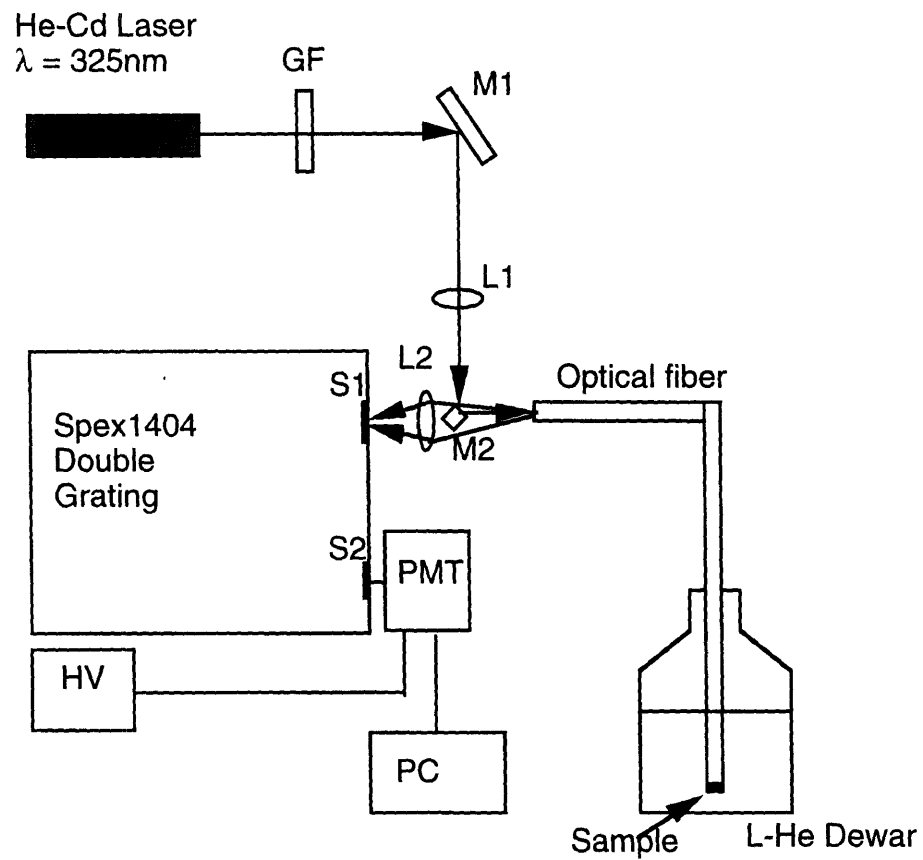 He-Cd Laser
λ = 325nm
GF
M1
L1
L2
S1
Optical fiber
Spex1404
Double
Grating
M2
S2
PMT
HV
PC
Sample
L-He Dewar